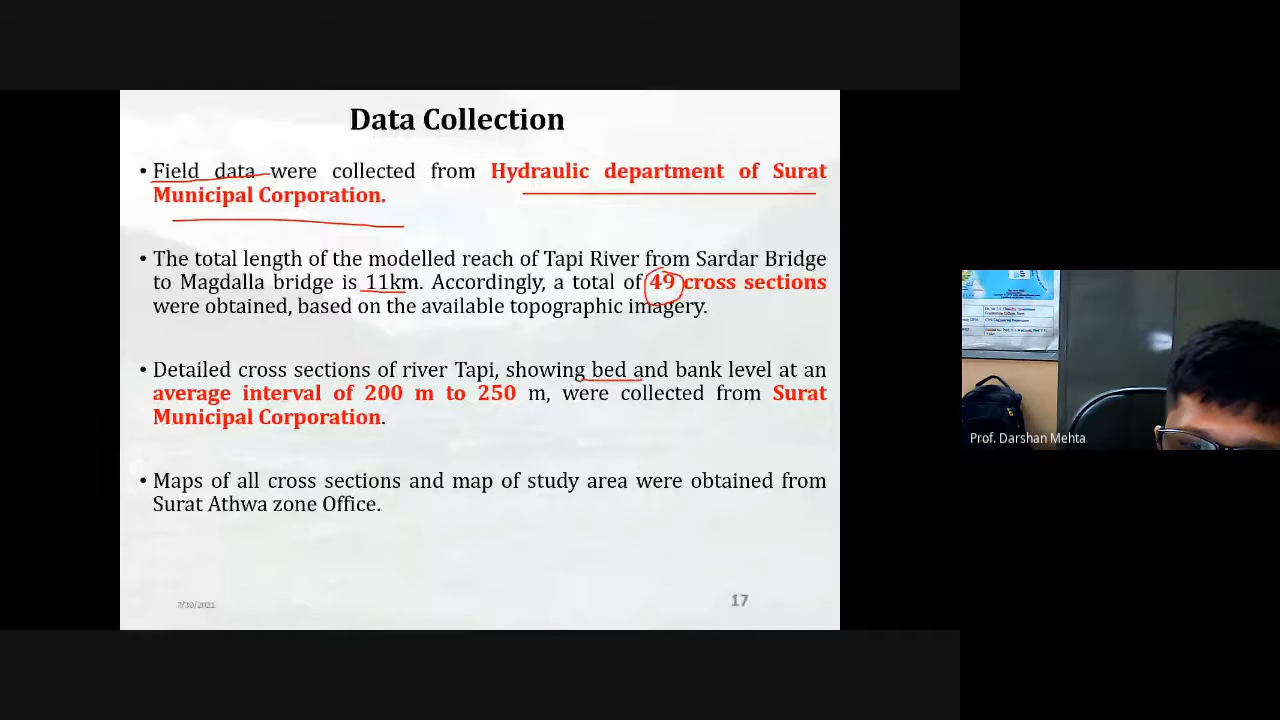 Data Collection
• Field data were collected from Hydraulic department of Surat
Municipal Corporation.
• The total length of the modelled reach of Tapi River from Sardar Bridge
to Magdalla bridge is 11km. Accordingly, a total of 49 cross sections
were obtained, based on the available topographic imagery.
• Detailed cross sections of river Tapi, showing bed and bank level at an
average interval of 200 m to 250 m, were collected from Surat
Municipal Corporation.
• Maps of all cross sections and map of study area were obtained from
Surat Athwa zone Office.
7/30/2021
17
Prof. Darshan Mehta